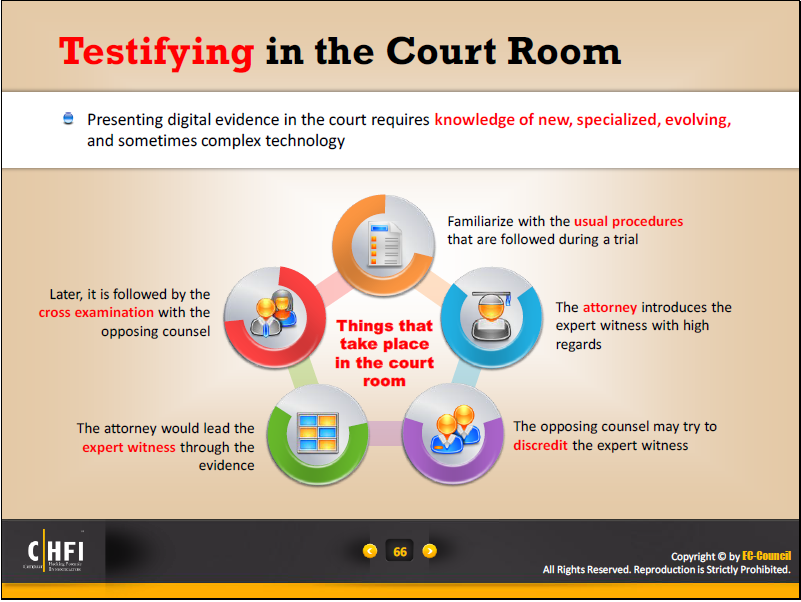 Testifying in the Court Room
Presenting digital evidence in the court requires knowledge of new, specialized, evolving,
and sometimes complex technology
Familiarize with the usual procedures
that are followed during a trial
The attorney introduces the
expert witness with high
regards
The opposing counsel may try to
discredit the expert witness
The attorney would lead the
expert witness through the
evidence
Later, it is followed by the
cross examination with the
opposing counsel
Things that
take place
in the court
room
CHFI
66
Copyright © by EC-Council
All Rights Reserved. Reproduction is Strictly Prohibited.